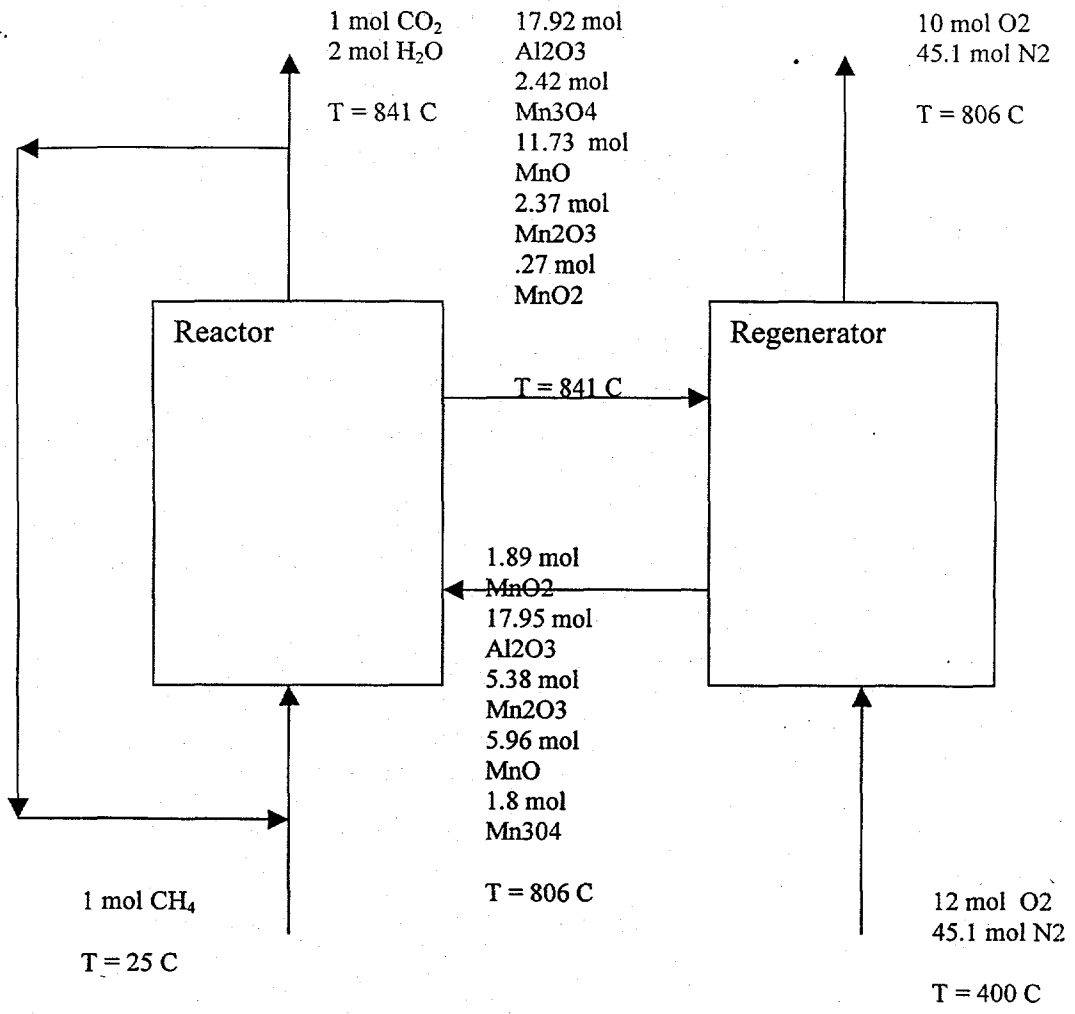 1 mol CO₂
2 mol H₂O
T = 841 C
17.92 mol
Al2O3
2.42 mol
Mn3O4
11.73 mol
MnO
2.37 mol
Mn2O3
.27 mol
MnO2
T = 841 C
10 mol O2
45.1 mol N2
T = 806 C
Reactor
Regenerator
1.89 mol
MnO2
17.95 mol
Al2O3
5.38 mol
Mn2O3
5.96 mol
MnO
1.8 mol
Mn304
T = 806 C
1 mol CH₄
T = 25 C
12 mol O2
45.1 mol N2
T = 400 C